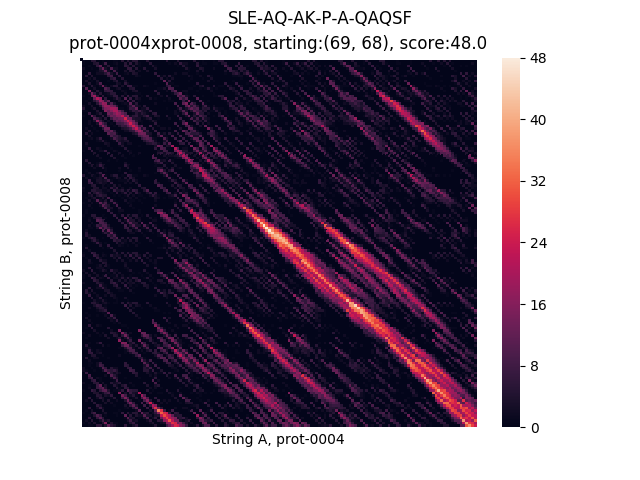 SLE-AQ-AK-P-A-QAQSF
prot-0004xprot-0008, starting:(69, 68), score:48.0
String B, prot-0008
String A, prot-0004
48
40
32
24
16
8
0